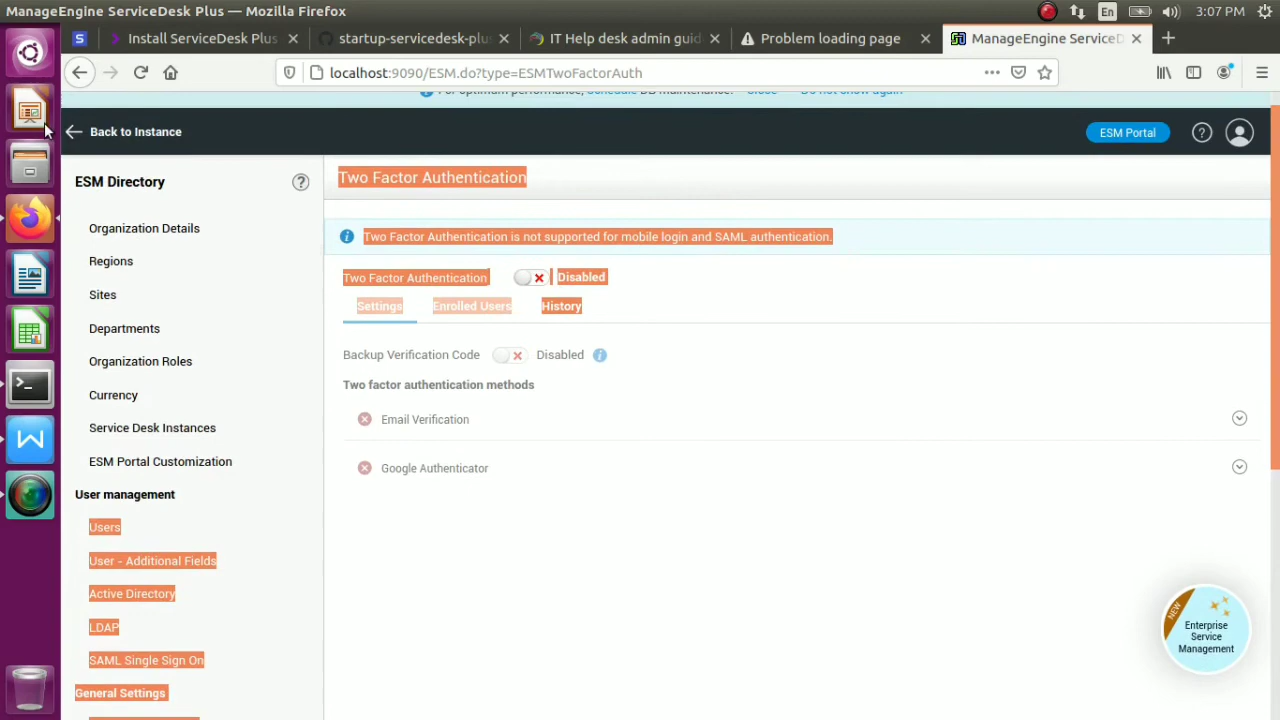 ManageEngine ServiceDesk Plus — Mozilla Firefox
En
3:07 PM
S
Install ServiceDesk Plus
startup-servicedesk-plu
IT Help desk admin guid
Problem loading page
ManageEngine ServiceD
localhost:9090/ESM.do?type=ESMTwoFactorAuth
For optimum performance, Schedule DB maintenance. Close Do not show again
Back to Instance
ESM Portal
ESM Directory
Organization Details
Regions
Sites
Departments
Organization Roles
Currency
Service Desk Instances
ESM Portal Customization
User management
Users
User - Additional Fields
Active Directory
LDAP
SAML Single Sign On
General Settings
Two Factor Authentication
Two Factor Authentication is not supported for mobile login and SAML authentication.
Two Factor Authentication Disabled
Settings Enrolled Users History
Backup Verification Code Disabled
Two factor authentication methods
Email Verification
Google Authenticator
NEW
Enterprise
Service
Management